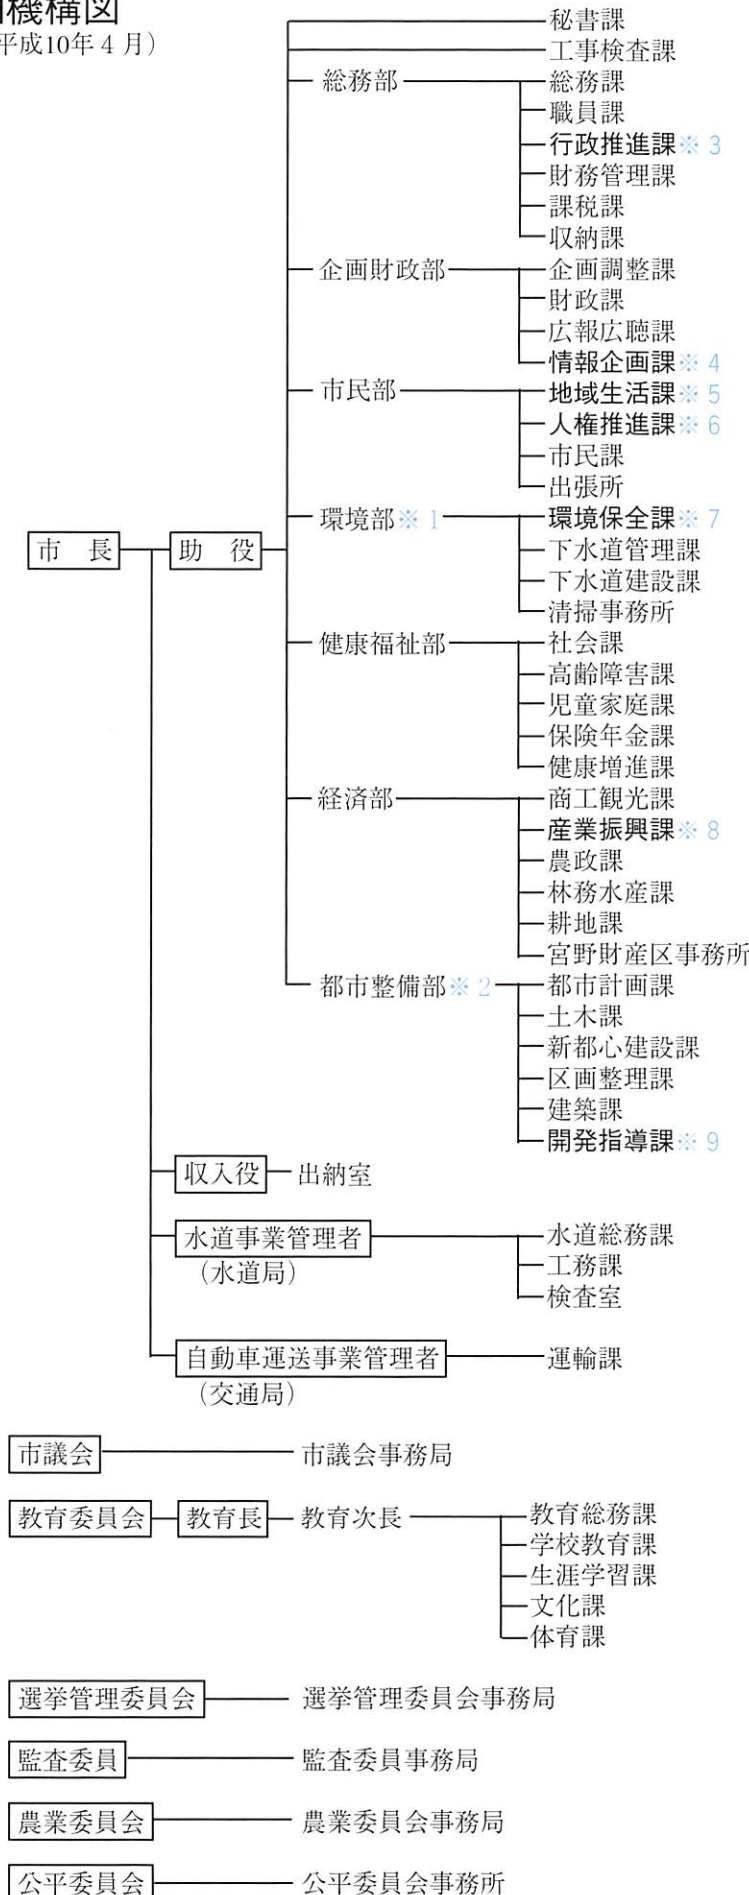 機構図
平成10年4月）
秘書課
工事検査課
総務部
総務課
職員課
行政推進課※3
財務管理課
課税課
収納課
企画財政部
企画調整課
財政課
広報広聴課
情報企画課※4
市民部
地域生活課※5
人権推進課※6
市民課
出張所
市　長
助　役
環境部※1
環境保全課※7
下水道管理課
下水道建設課
清掃事務所
健康福祉部
社会課
高齢障害課
児童家庭課
保険年金課
健康増進課
経済部
商工観光課
産業振興課※8
農政課
林務水産課
耕地課
宮野財産区事務所
都市整備部※2
都市計画課
土木課
新都心建設課
区画整理課
建築課
開発指導課※9
収入役
出納室
水道事業管理者
（水道局）
水道総務課
工務課
検査室
自動車運送事業管理者
（交通局）
運輸課
市議会
市議会事務局
教育委員会
教育長
教育次長
教育総務課
学校教育課
生涯学習課
文化課
体育課
選挙管理委員会
選挙管理委員会事務局
監査委員
監査委員事務局
農業委員会
農業委員会事務局
公平委員会
公平委員会事務所